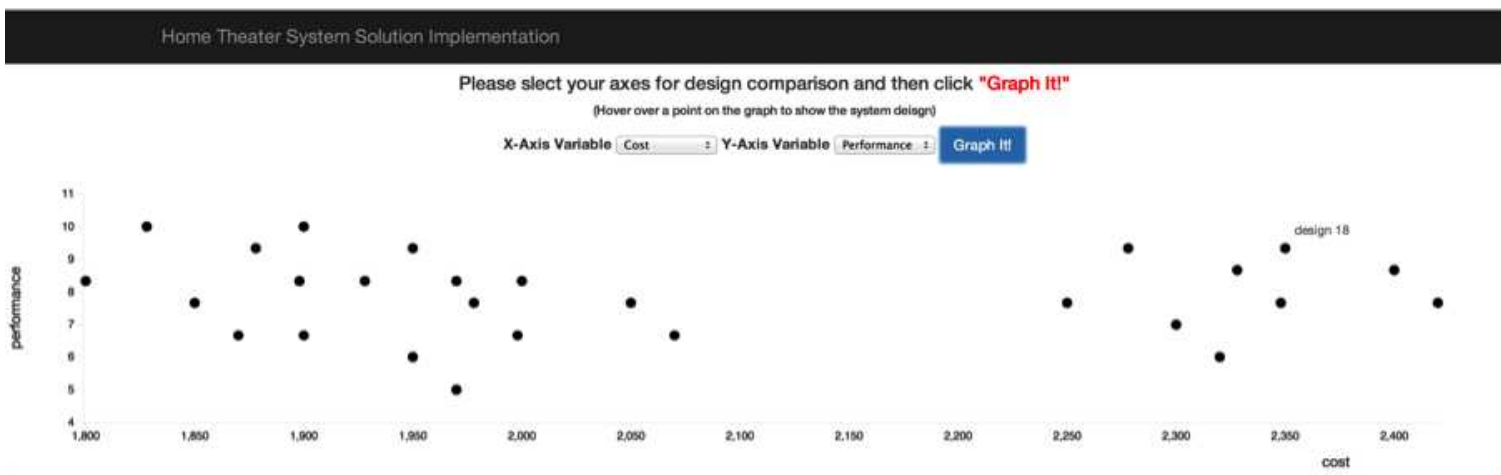 Home Theater System Solution Implementation
Please slect your axes for design comparison and then click "Graph It!"
(Hover over a point on the graph to show the system deisgn)
X-Axis Variable Cost Y-Axis Variable Performance Graph It!
11
10
9
8
7
6
5
4
performance
design 18
1,800 1,850 1,900 1,950 2,000 2,050 2,100 2,150 2,200 2,250 2,300 2,350 2,400
cost